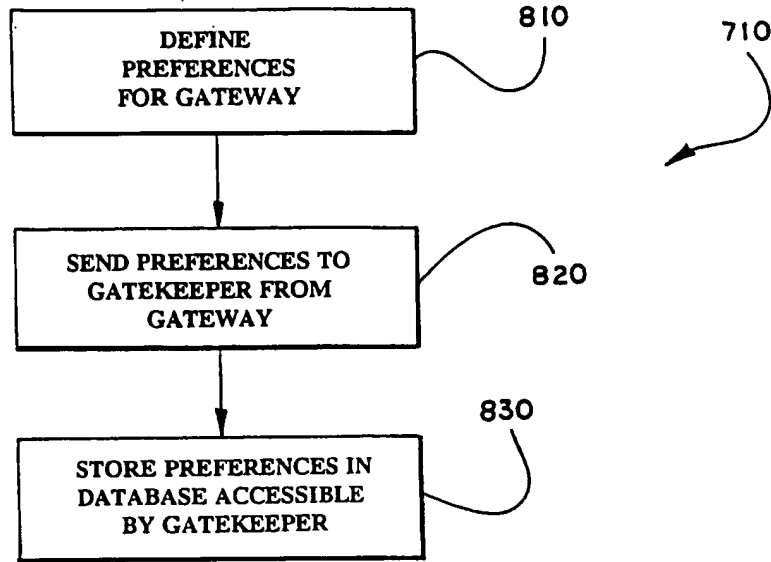 DEFINE
PREFERENCES
FOR GATEWAY
810
710
SEND PREFERENCES TO
GATEKEEPER FROM
GATEWAY
820
830
STORE PREFERENCES IN
DATABASE ACCESSIBLE
BY GATEKEEPER